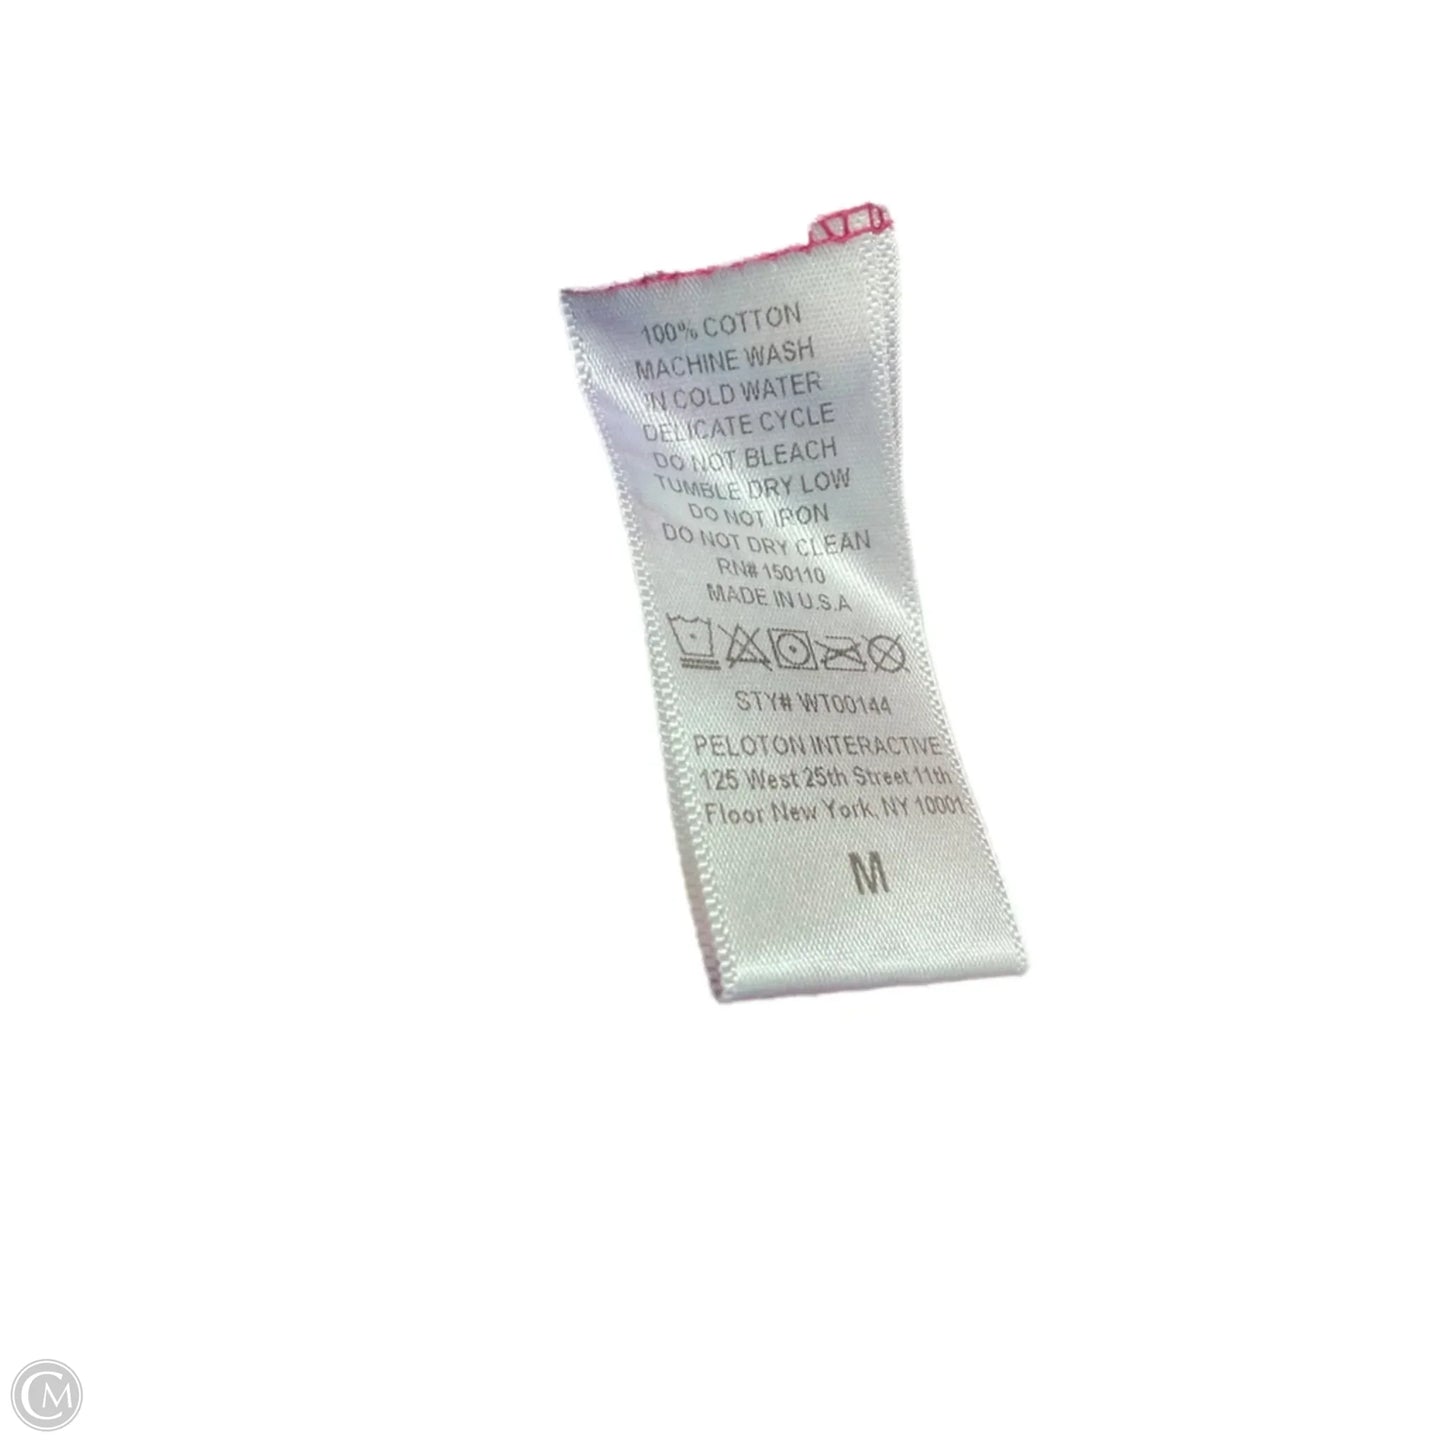 100% COTTON
MACHINE WASH
IN COLD WATER
DELICATE CYCLE
DO NOT BLEACH
TUMBLE DRY LOW
DO NOT IRON
DO NOT DRY CLEAN
RN# 150110
MADE IN U.S.A
STY# WT00144
PELOTON INTERACTIVE
125 West 25th Street 11th
Floor New York, NY 10001
M
CM